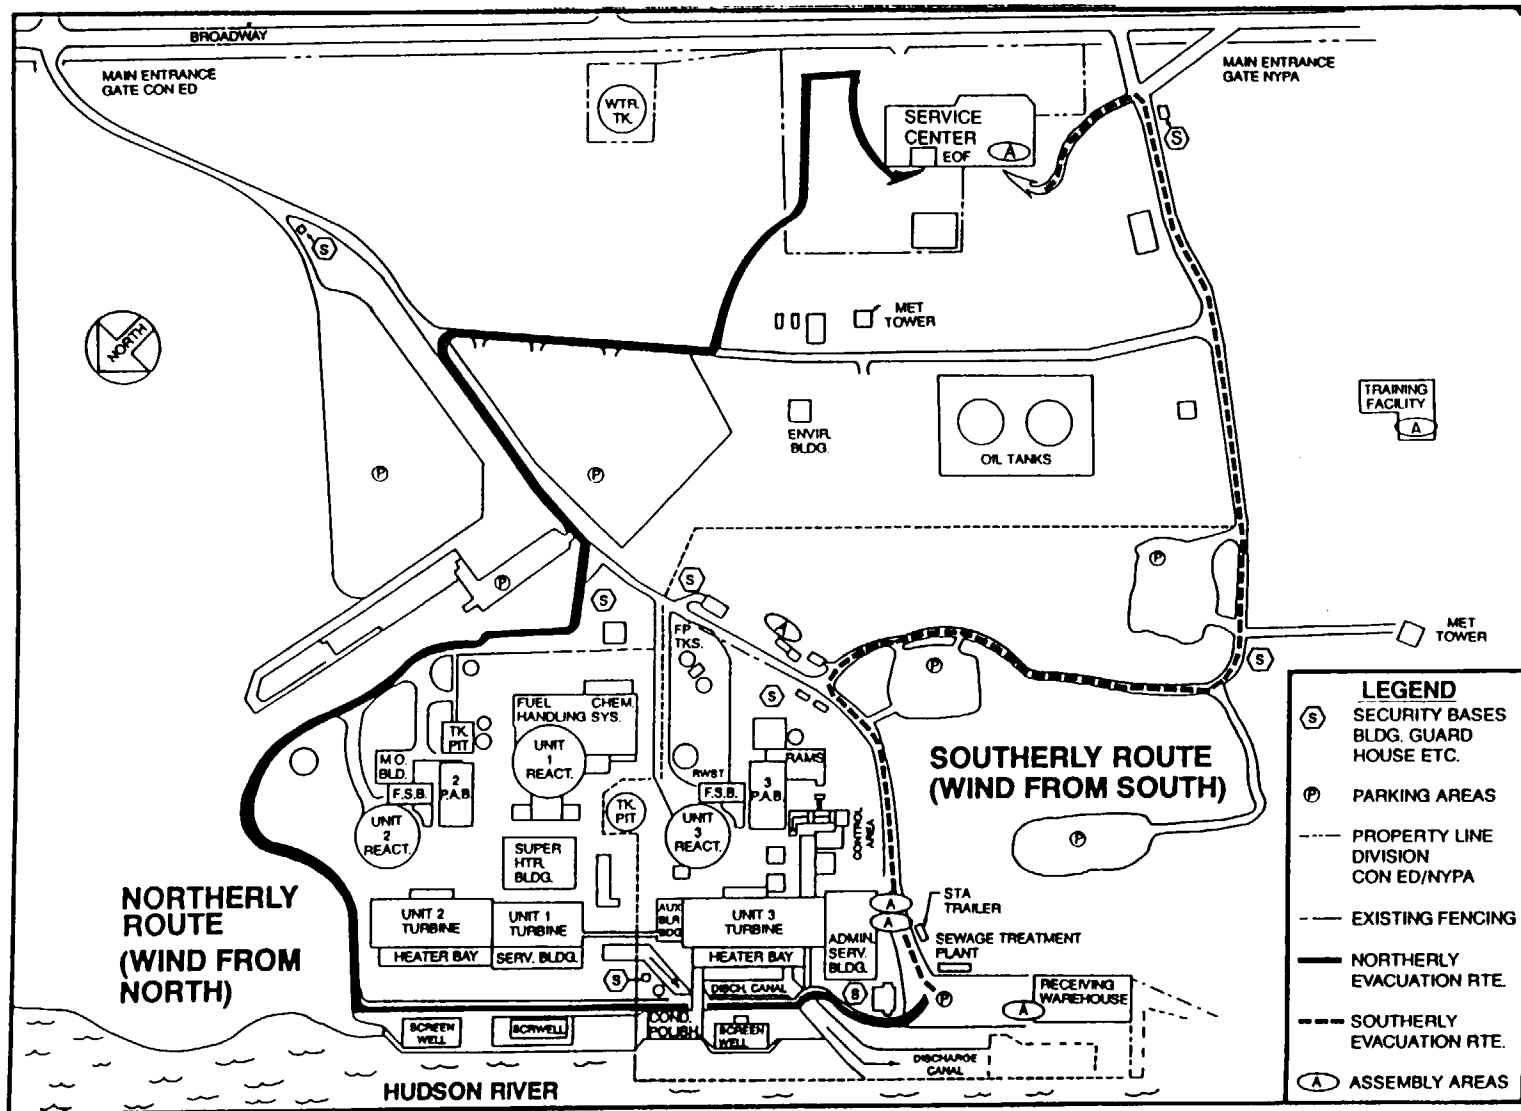 BROADWAY
MAIN ENTRANCE
GATE CON ED
MAIN ENTRANCE
GATE NYPA
WTR.
TK.
SERVICE
CENTER
EOF
A
S
S
NORTH
MET
TOWER
TRAINING
FACILITY
A
ENVIR.
BLDG.
OIL TANKS
P
P
P
P
S
S
A
FP
TKS.
MET
TOWER
S
P
S
FUEL
HANDLING
CHEM.
SYS.
TK.
PIT
UNIT
1
REACT.
M.O.
BLD.
F.S.B.
2
P.A.B.
UNIT
2
REACT.
RWST
RAMS
F.S.B.
3
P.A.B.
TK.
PIT
UNIT
3
REACT.
CONTROL
AREA
SUPER
HTR.
BLDG.
SOUTHERLY ROUTE
(WIND FROM SOUTH)
P
NORTHERLY
ROUTE
(WIND FROM
NORTH)
UNIT 2
TURBINE
UNIT 1
TURBINE
AUX
BLR
BDG
UNIT 3
TURBINE
HEATER BAY
SERV. BLDG.
HEATER BAY
ADMIN.
SERV.
BLDG.
A
A
STA
TRAILER
SEWAGE TREATMENT
PLANT
S
DISCH. CANAL
S
P
A
RECEIVING
WAREHOUSE
SCREEN
WELL
SCRWELL
COND.
POLISH.
SCREEN
WELL
DISCHARGE
CANAL
HUDSON RIVER
LEGEND
S SECURITY BASES
BLDG. GUARD
HOUSE ETC.
P PARKING AREAS
PROPERTY LINE
DIVISION
CON ED/NYPA
EXISTING FENCING
NORTHERLY
EVACUATION RTE.
SOUTHERLY
EVACUATION RTE.
A ASSEMBLY AREAS